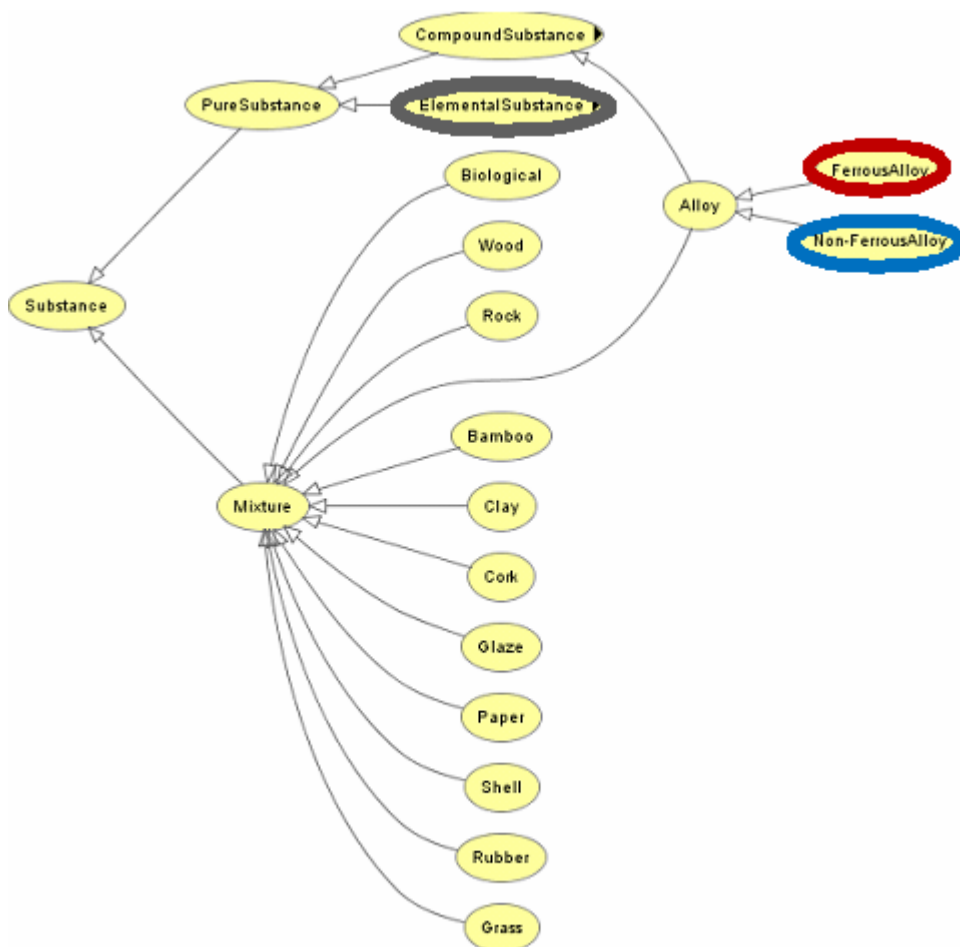 CompoundSubstance
PureSubstance
ElementalSubstance
Biological
FerrousAlloy
Alloy
Wood
Non-FerrousAlloy
Substance
Rock
Bamboo
Mixture
Clay
Cork
Glaze
Paper
Shell
Rubber
Grass